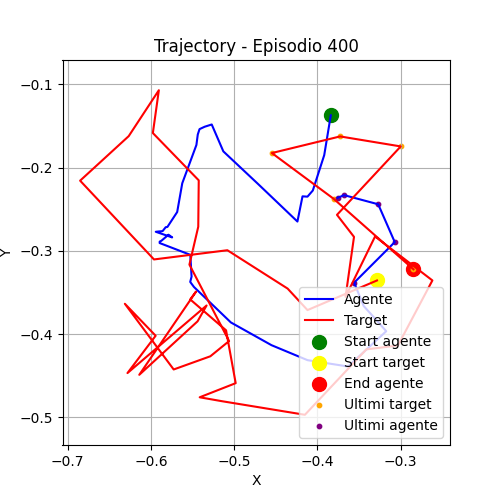 Trajectory - Episodio 400
−0.1
−0.2
−0.3
−0.4
−0.5
Y
Agente
Target
Start agente
Start target
End agente
Ultimi target
Ultimi agente
−0.7 −0.6 −0.5 −0.4 −0.3
X